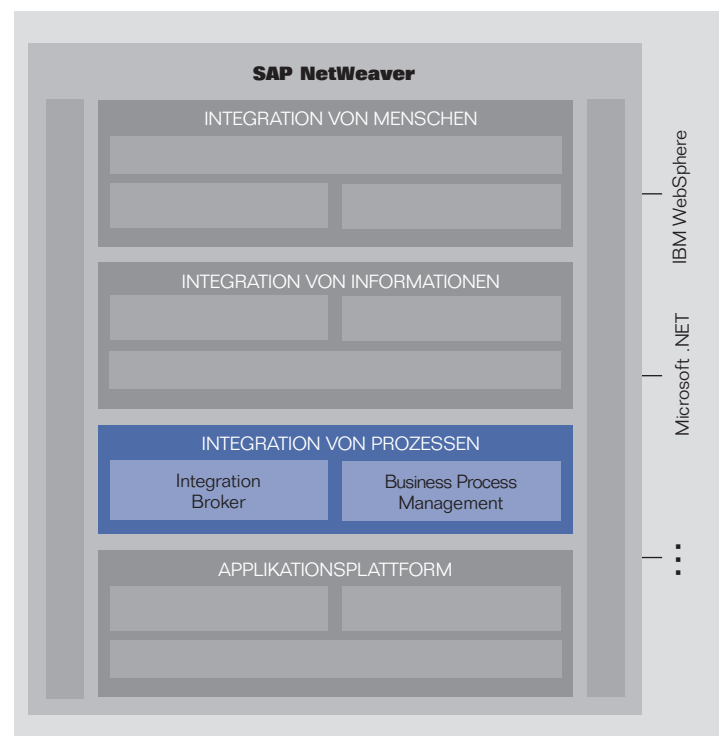 SAP NetWeaver
INTEGRATION VON MENSCHEN
INTEGRATION VON INFORMATIONEN
INTEGRATION VON PROZESSEN
Integration
Broker
Business Process
Management
APPLIKATIONSPLATTFORM
IBM WebSphere
Microsoft .NET
...